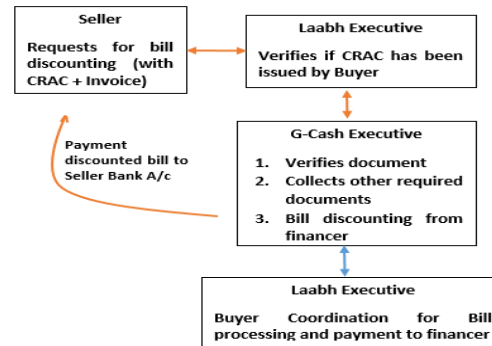 Seller
Requests for bill
discounting (with
CRAC + Invoice)
Laabh Executive
Verifies if CRAC has been
issued by Buyer
Payment
discounted bill to
Seller Bank A/c
G-Cash Executive
1. Verifies document
2. Collects other required
documents
3. Bill discounting from
financer
Laabh Executive
Buyer Coordination for Bill
processing and payment to financer